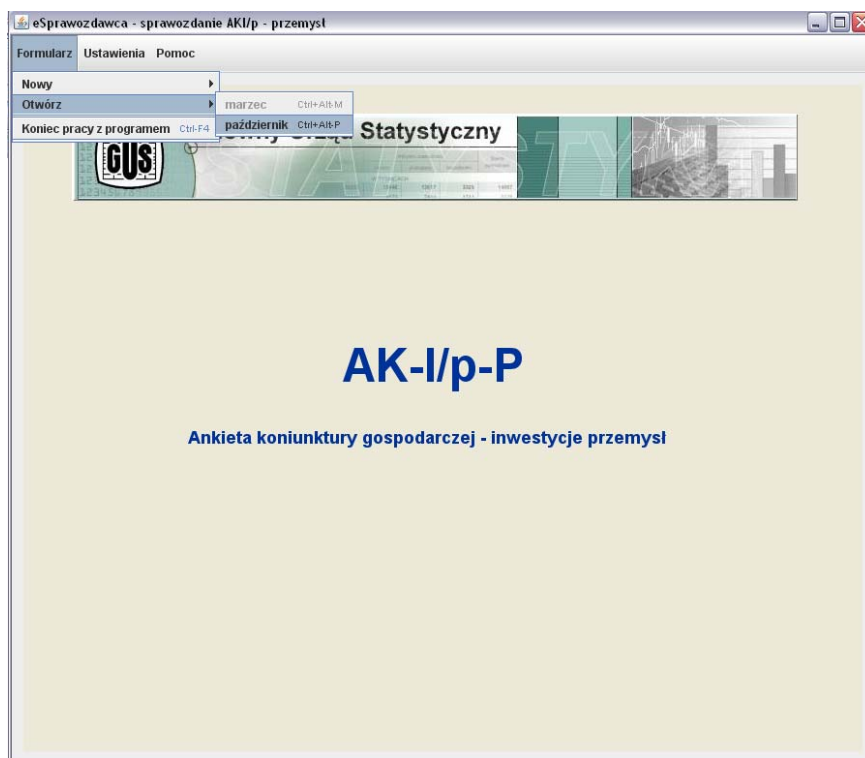 eSprawozdawca - sprawozdanie AKI/p - przemysł
Formularz Ustawienia Pomoc
Nowy
Otwórz
Koniec pracy z programem Ctrl-F4
marzec Ctrl+Alt-M
październik Ctrl+Alt-P
Statystyczny
GUS
AK-I/p-P
Ankieta koniunktury gospodarczej - inwestycje przemysł